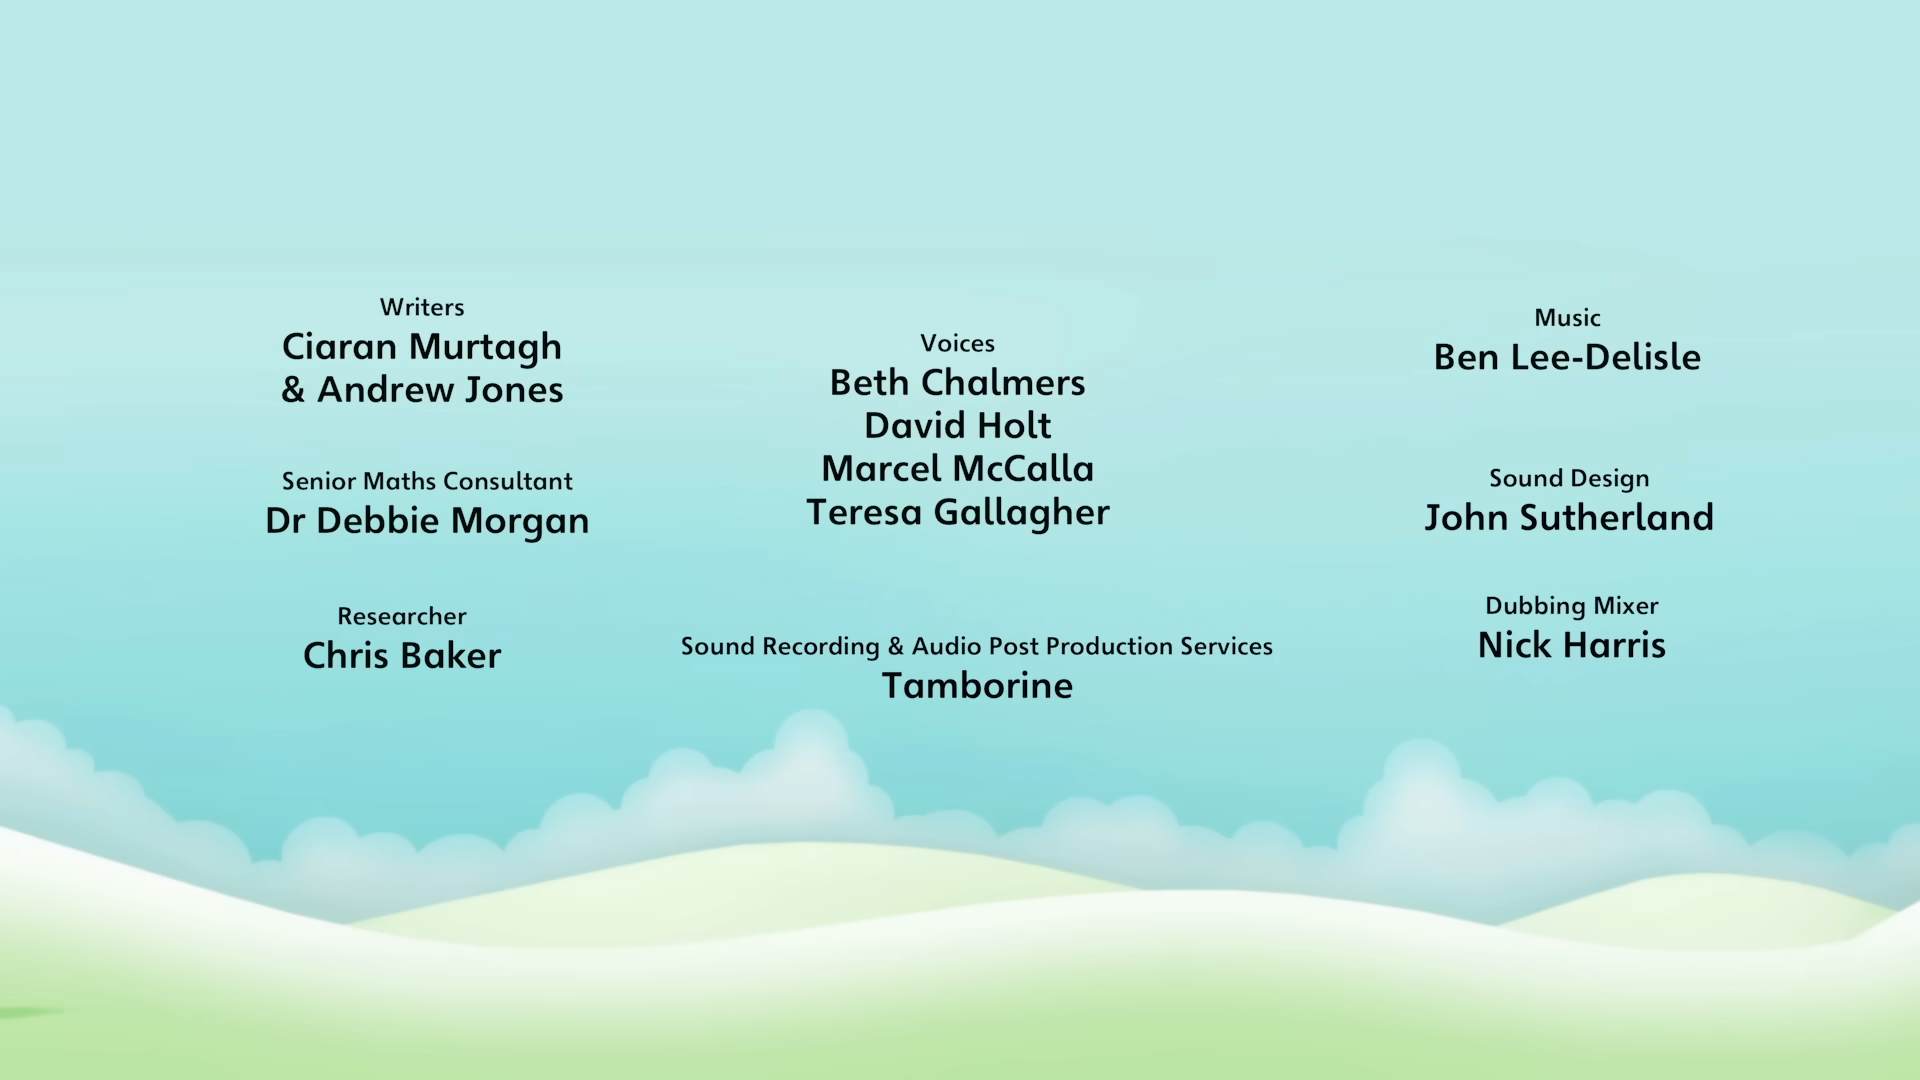 Writers
Ciaran Murtagh
& Andrew Jones
Senior Maths Consultant
Dr Debbie Morgan
Researcher
Chris Baker
Voices
Beth Chalmers
David Holt
Marcel McCalla
Teresa Gallagher
Sound Recording & Audio Post Production Services
Tamborine
Music
Ben Lee-Delisle
Sound Design
John Sutherland
Dubbing Mixer
Nick Harris